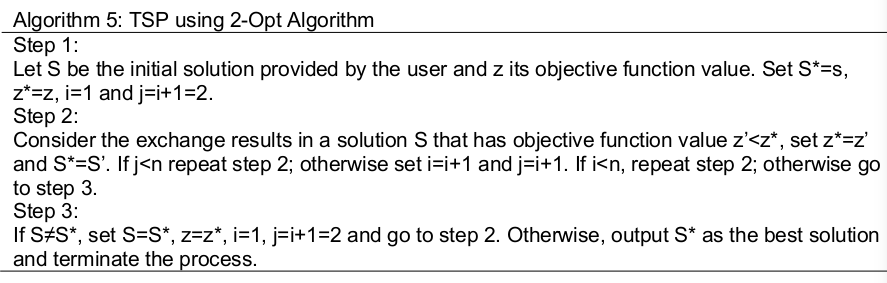 Algorithm 5: TSP using 2-Opt Algorithm
Step 1:
Let S be the initial solution provided by the user and z its objective function value. Set S*=s,
z*=z, i=1 and j=i+1=2.
Step 2:
Consider the exchange results in a solution S that has objective function value z’<z*, set z*=z’
and S*=S’. If j<n repeat step 2; otherwise set i=i+1 and j=i+1. If i<n, repeat step 2; otherwise go
to step 3.
Step 3:
If S≠S*, set S=S*, z=z*, i=1, j=i+1=2 and go to step 2. Otherwise, output S* as the best solution
and terminate the process.